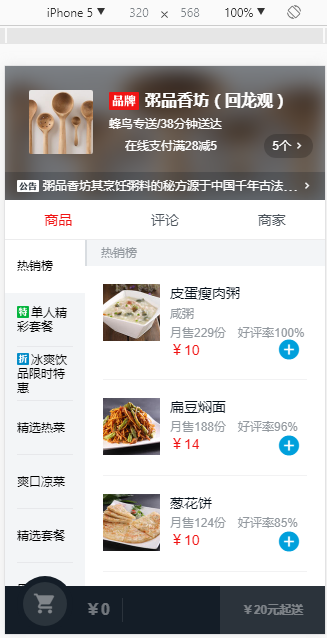 iPhone 5 ▼ 320 × 568 100% ▼
品牌 粥品香坊（回龙观）
蜂鸟专送/38分钟送达
在线支付满28减5
5个 >
公告 粥品香坊其烹饪粥料的秘方源于中国千年古法… >
商品 评论 商家
热销榜
特 单人精彩套餐
折 冰爽饮品限时特惠
精选热菜
爽口凉菜
精选套餐
热销榜
皮蛋瘦肉粥
咸粥
月售229份 好评率100%
￥10
扁豆焖面
月售188份 好评率96%
￥14
葱花饼
月售124份 好评率85%
￥10
¥0
￥20元起送